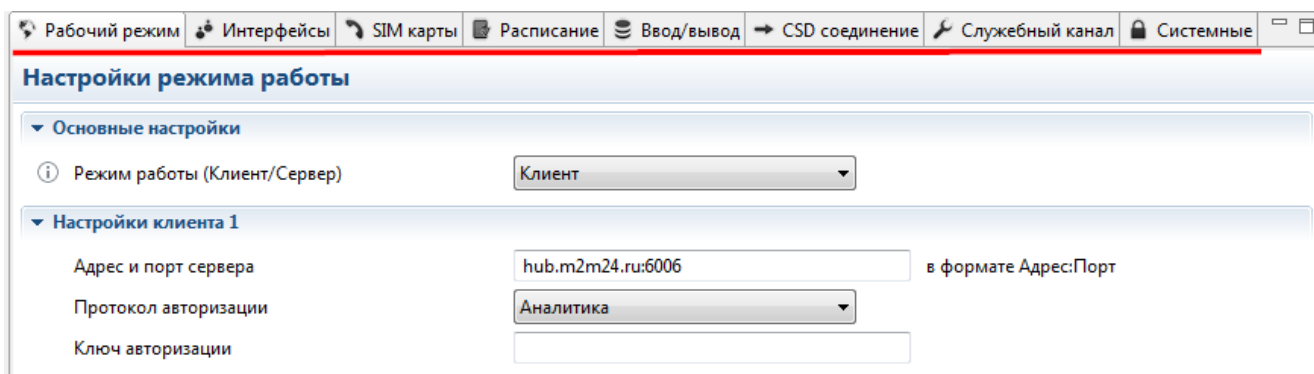 Рабочий режим Интерфейсы SIM карты Расписание Ввод/вывод CSD соединение Служебный канал Системные
Настройки режима работы
Основные настройки
Режим работы (Клиент/Сервер) Клиент
Настройки клиента 1
Адрес и порт сервера hub.m2m24.ru:6006 в формате Адрес:Порт
Протокол авторизации Аналитика
Ключ авторизации